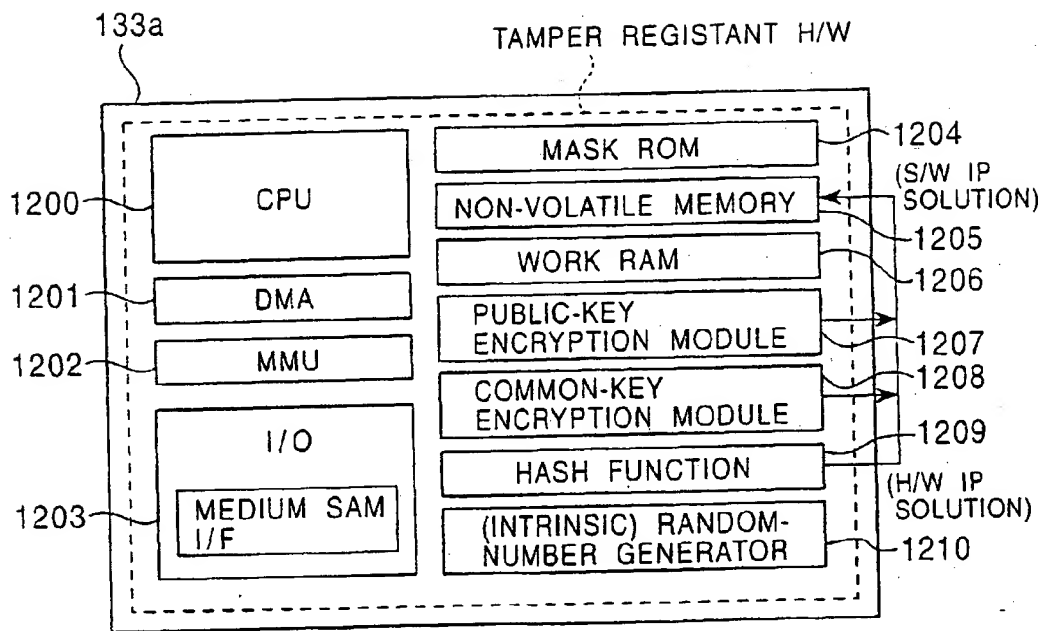 133a
TAMPER REGISTANT H/W
CPU
1200
DMA
1201
MMU
1202
I/O
MEDIUM SAM
I/F
1203
MASK ROM
1204
(S/W IP
SOLUTION)
NON-VOLATILE MEMORY
1205
WORK RAM
1206
PUBLIC-KEY
ENCRYPTION MODULE
1207
COMMON-KEY
ENCRYPTION MODULE
1208
HASH FUNCTION
1209
(H/W IP
SOLUTION)
(INTRINSIC) RANDOM-
NUMBER GENERATOR
1210